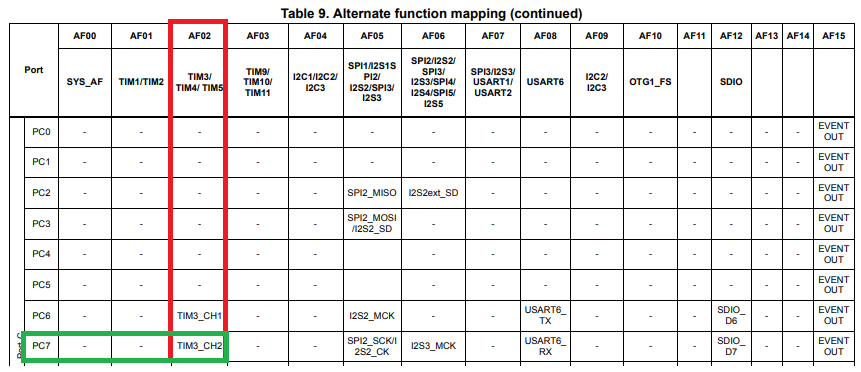 Table 9. Alternate function mapping (continued)
Port AF00 AF01 AF02 AF03 AF04 AF05 AF06 AF07 AF08 AF09 AF10 AF11 AF12 AF13 AF14 AF15
SYS_AF TIM1/TIM2 TIM3/ TIM4/ TIM5 TIM9/ TIM10/ TIM11 I2C1/I2C2/ I2C3 SPI1/I2S1S PI2/ I2S2/SPI3/ I2S3 SPI2/I2S2/ SPI3/ I2S3/SPI4/ I2S4/SPI5/ I2S5 SPI3/I2S3/ USART1/ USART2 USART6 I2C2/ I2C3 OTG1_FS SDIO
PC0 - - - - - - - - - - - - - - - EVENT OUT
PC1 - - - - - - - - - - - - - - - EVENT OUT
PC2 - - - - - SPI2_MISO I2S2ext_SD - - - - - - - - EVENT OUT
PC3 - - - - - SPI2_MOSI /I2S2_SD - - - - - - - - EVENT OUT
PC4 - - - - - - - - - - - - - - EVENT OUT
PC5 - - - - - - - - - - - - - - EVENT OUT
PC6 - - TIM3_CH1 - - I2S2_MCK - USART6_ TX - - - SDIO_ D6 - - EVENT OUT
PC7 - - TIM3_CH2 - - SPI2_SCK/I 2S2_CK I2S3_MCK - USART6_ RX - - - SDIO_ D7 - - EVENT OUT